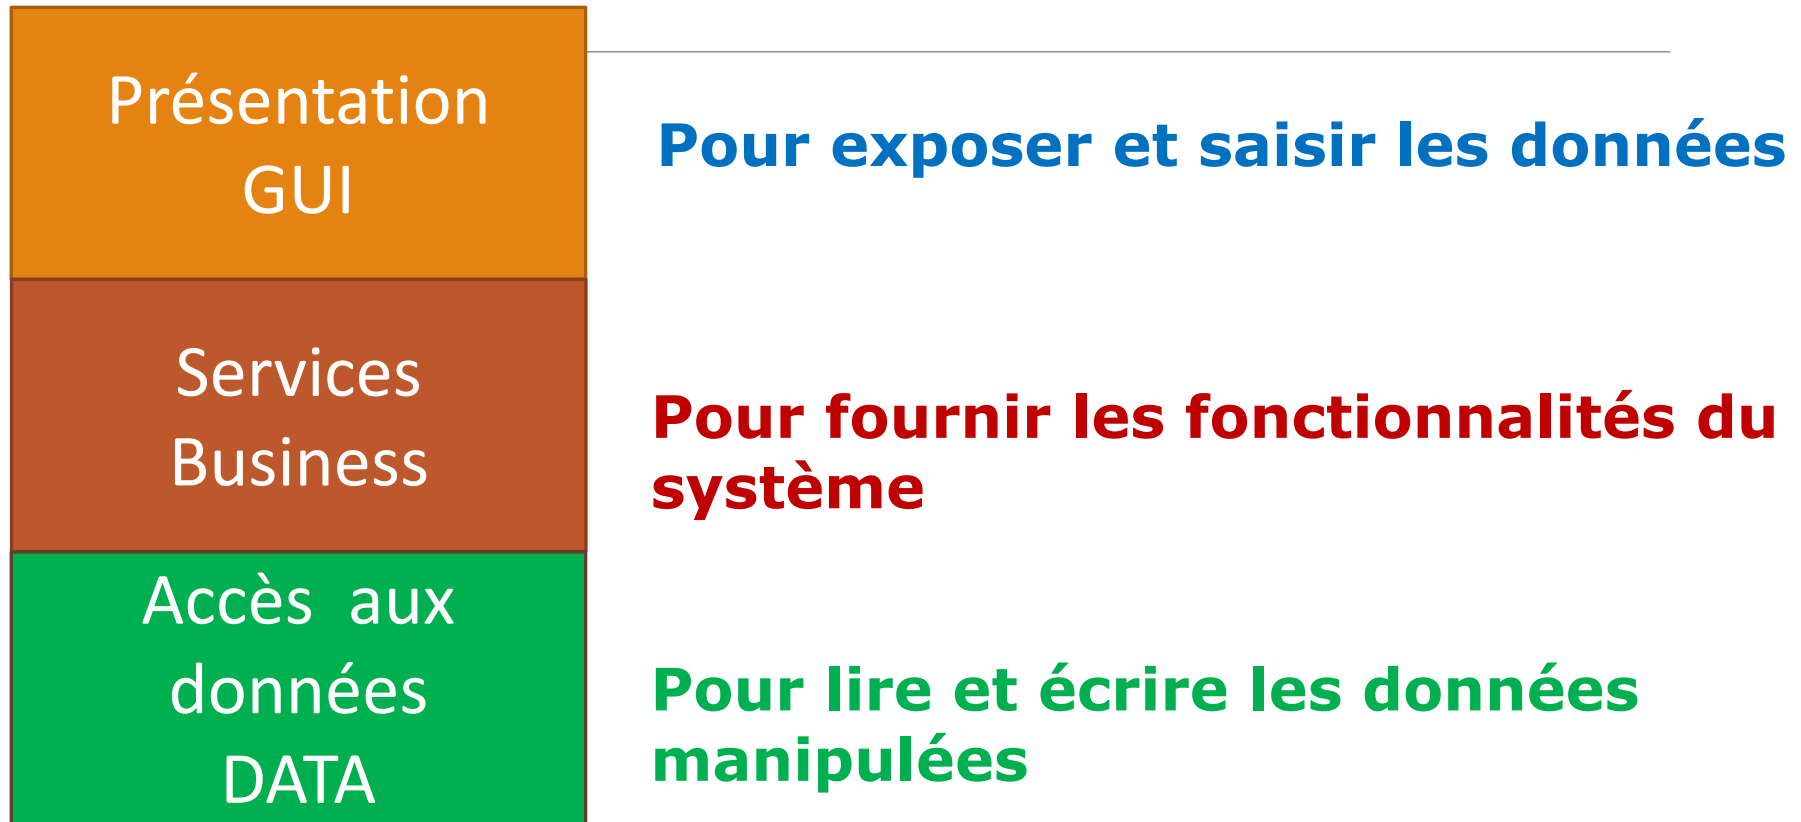 Présentation
GUI
Pour exposer et saisir les données
Services
Business
Pour fournir les fonctionnalités du
système
Accès aux
données
DATA
Pour lire et écrire les données
manipulées